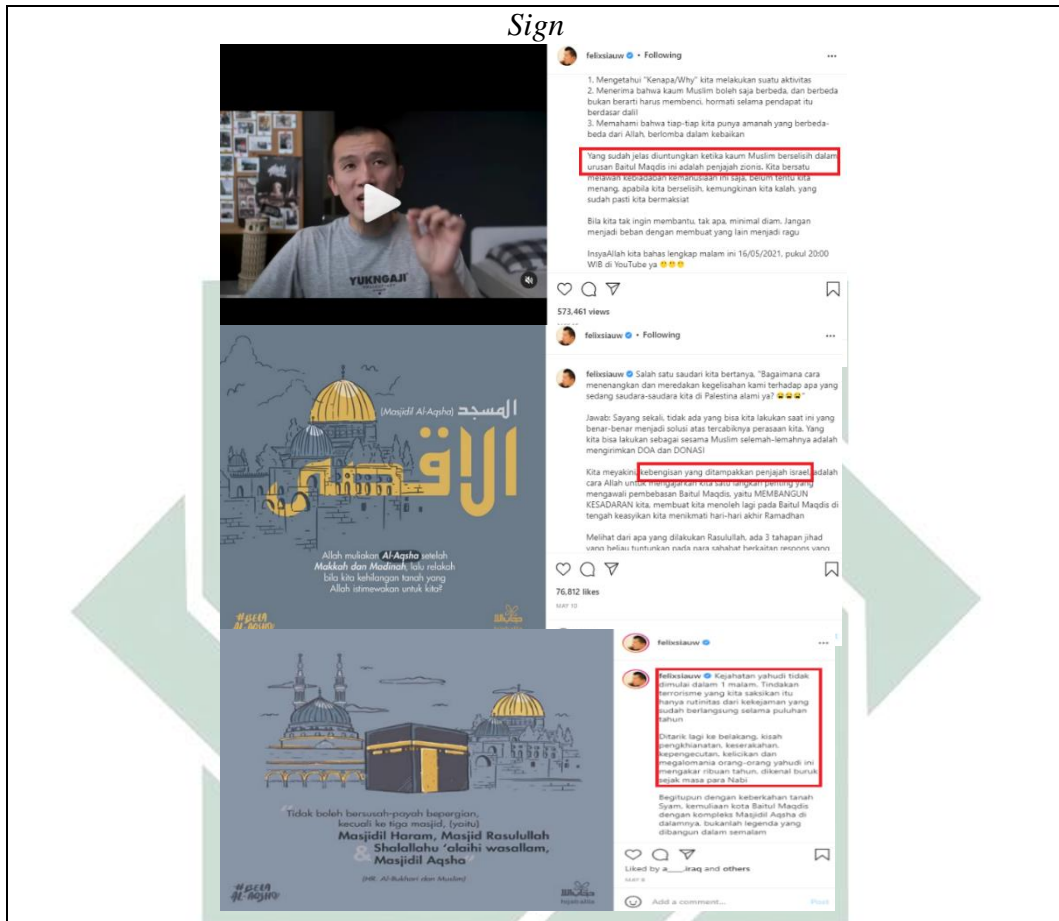 Sign
YUKNGAJI
felixsiauw • Following
1. Mengetahui "Kenapa/Why" kita melakukan suatu aktivitas
2. Menerima bahwa kaum Muslim boleh saja berbeda, dan berbeda
bukan berarti harus membenci, hormati selama pendapat itu
berdasar dalil
3. Memahami bahwa tiap-tiap kita punya amanah yang berbeda-
beda dari Allah, berlomba dalam kebaikan
Yang sudah jelas diuntungkan ketika kaum Muslim berselisih dalam
urusan Baitul Maqdis ini adalah penjajah zionis. Kita bersatu
melawan kebiadaban kemanusiaan ini saja, belum tentu kita
menang, apabila kita berselisih, kemungkinan kita kalah, yang
sudah pasti kita bermaksiat
Bila kita tak ingin membantu, tak apa, minimal diam. Jangan
menjadi beban dengan membuat yang lain menjadi ragu
InsyaAllah kita bahas lengkap malam ini 16/05/2021, pukul 20:00
WIB di YouTube ya
573,461 views
(Masjidil Al-Aqsha) المسجد
الاقصى
Allah muliakan Al-Aqsha setelah
Makkah dan Madinah, lalu relakah
bila kita kehilangan tanah yang
Allah istimewakan untuk kita?
#BELA
AL-AQSHO
felixsiauw • Following
felixsiauw Salah satu saudari kita bertanya, "Bagaimana cara
menenangkan dan meredakan kegelisahan kami terhadap apa yang
sedang saudara-saudara kita di Palestina alami ya? "
Jawab: Sayang sekali, tidak ada yang bisa kita lakukan saat ini yang
benar-benar menjadi solusi atas tercabiknya perasaan kita. Yang
kita bisa lakukan sebagai sesama Muslim selemah-lemahnya adalah
mengirimkan DOA dan DONASI
Kita meyakini kebengisan yang ditampakkan penjajah israel, adalah
cara Allah untuk mengajarkan kita satu langkah penting yang
mengawali pembebasan Baitul Maqdis, yaitu MEMBANGUN
KESADARAN kita, membuat kita menoleh lagi pada Baitul Maqdis di
tengah keasyikan kita menikmati hari-hari akhir Ramadhan
Melihat dari apa yang dilakukan Rasulullah, ada 3 tahapan jihad
yang beliau tuntunkan pada para sahabat berkaitan respons yang
76,812 likes
MAY 10
"Tidak boleh bersusah-payah bepergian,
kecuali ke tiga masjid, (yaitu)
Masjidil Haram, Masjid Rasulullah
& Shalallahu 'alaihi wasallam,
Masjidil Aqsha"
(HR. Al-Bukhari dan Muslim)
#BELA
AL-AQSHO
felixsiauw
felixsiauw Kejahatan yahudi tidak
dimulai dalam 1 malam. Tindakan
terrorisme yang kita saksikan itu
hanya rutinitas dari kekejaman yang
sudah berlangsung selama puluhan
tahun
Ditarik lagi ke belakang, kisah
pengkhianatan, keserakahan,
kepengecutan, kelicikan dan
megalomania orang-orang yahudi ini
mengakar ribuan tahun, dikenal buruk
sejak masa para Nabi
Begitupun dengan keberkahan tanah
Syam, kemuliaan kota Baitul Maqdis
dengan kompleks Masjidil Aqsha di
dalamnya, bukanlah legenda yang
dibangun dalam semalam
Liked by a___.iraq and others
Add a comment...
Post